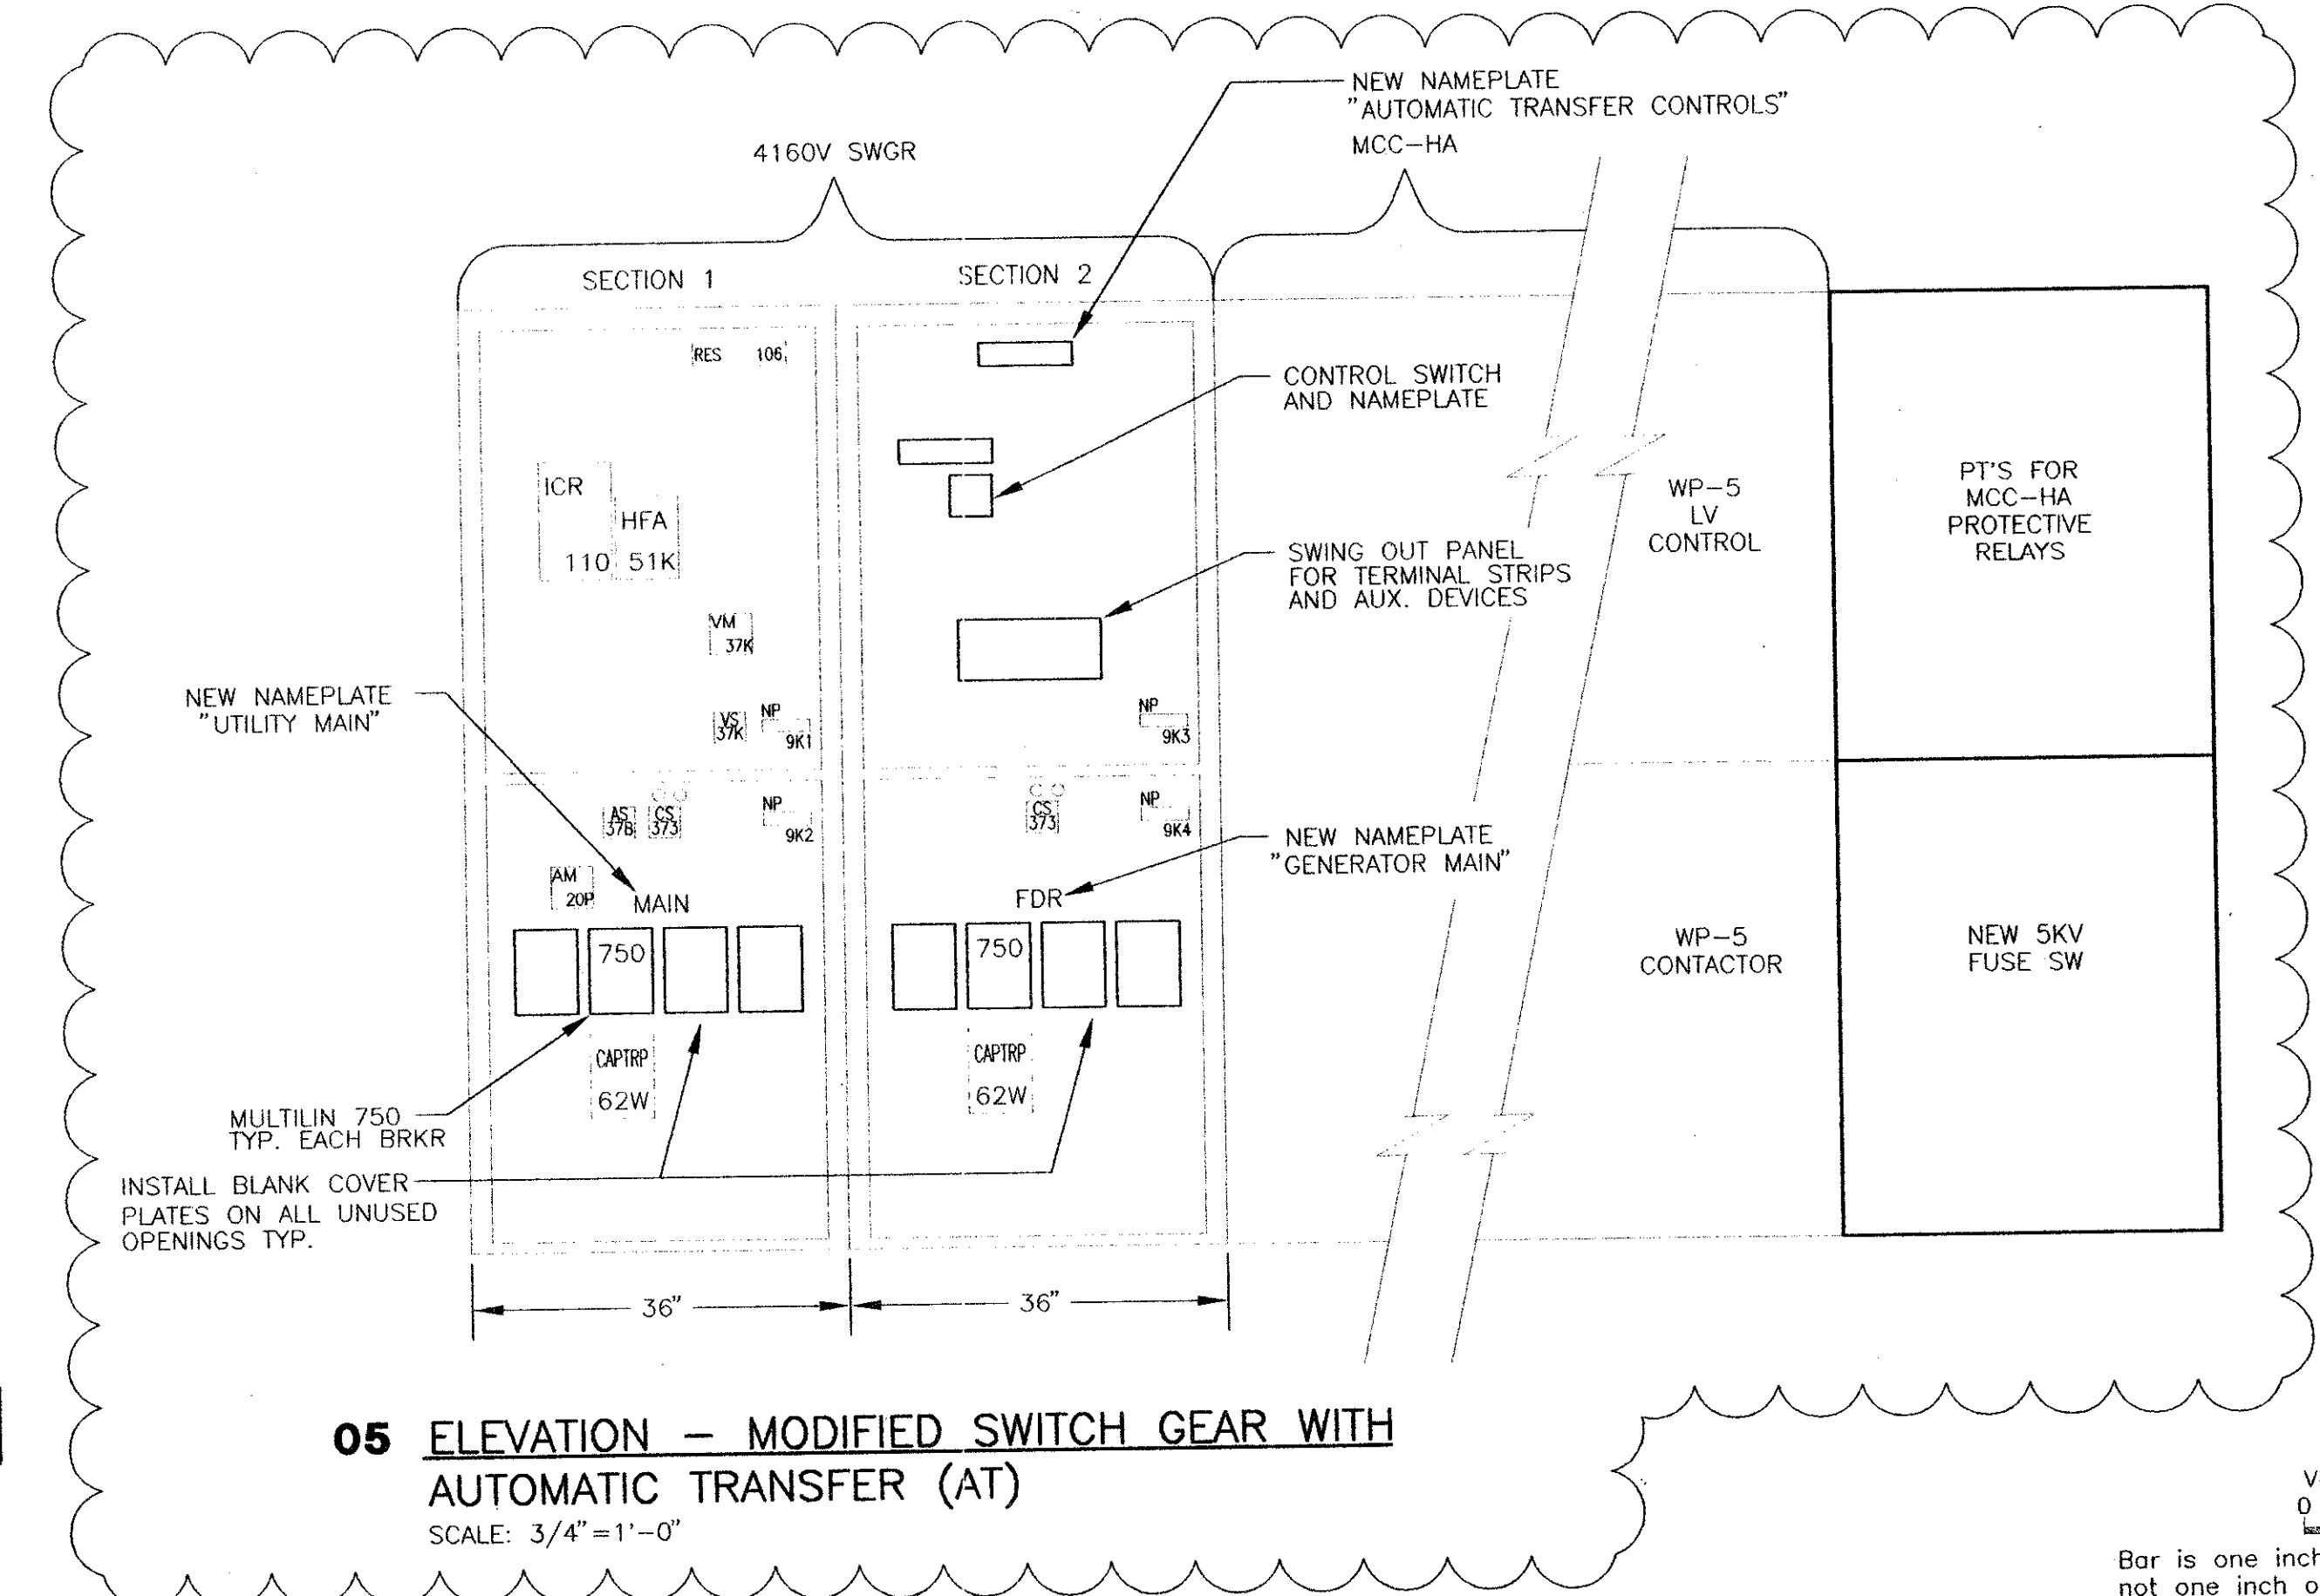 NEW NAMEPLATE
"AUTOMATIC TRANSFER CONTROLS"
MCC-HA
4160V SWGR
SECTION 1
SECTION 2
RES 106
CONTROL SWITCH
AND NAMEPLATE
ICR
HFA
110 51K
WP-5
LV
CONTROL
PT'S FOR
MCC-HA
PROTECTIVE
RELAYS
SWING OUT PANEL
FOR TERMINAL STRIPS
AND AUX. DEVICES
VM
37K
NEW NAMEPLATE
"UTILITY MAIN"
VS
37K
NP
9K1
NP
9K3
AS
37B
CS
373
NP
9K2
CS
373
NP
9K4
NEW NAMEPLATE
"GENERATOR MAIN"
AM
20P
MAIN
FDR
750
750
WP-5
CONTACTOR
NEW 5KV
FUSE SW
CAPTRP
62W
CAPTRP
62W
MULTILIN 750
TYP. EACH BRKR
INSTALL BLANK COVER
PLATES ON ALL UNUSED
OPENINGS TYP.
36"
36"
05 ELEVATION - MODIFIED SWITCH GEAR WITH
AUTOMATIC TRANSFER (AT)
SCALE: 3/4"=1'-0"
0
Bar is one inch
not one inch